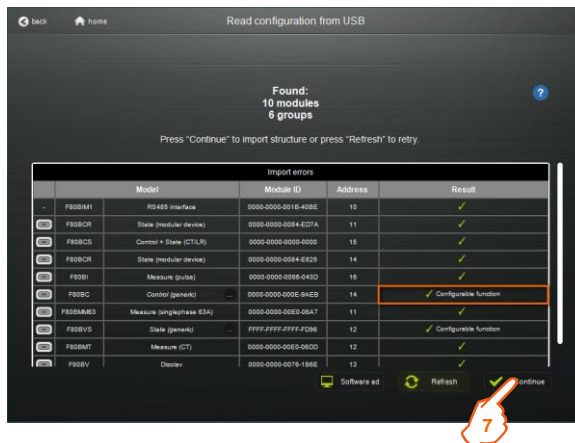 back home Read configuration from USB
Found:
10 modules
6 groups
?
Press "Continue" to import structure or press "Refresh" to retry.
Import errors
Model Module ID Address Result
- F80BIM1 RS485 interface 0000-0000-001B-40BE 10 ✓
F80BCR State (modular device) 0000-0000-0084-ED7A 11 ✓
F80BCS Control + State (CT/LR) 0000-0000-0000-0000 15 ✓
F80BCR State (modular device) 0000-0000-0084-E825 14 ✓
F80BI Measure (pulse) 0000-0000-0086-043D 16 ✓
F80BC Control (generic) ... 0000-0000-000E-9AEB 14 ✓ Configurable function
F80BMM63 Measure (singlephase 63A) 0000-0000-00E0-06A7 11 ✓
F80BVS State (generic) ... FFFF-FFFF-FFFF-FD96 12 ✓ Configurable function
F80BMT Measure (CT) 0000-0000-00E0-06DD 12 ✓
F80BV Display 0000-0000-0076-1B6E 13 ✓
Software ad Refresh Continue
7